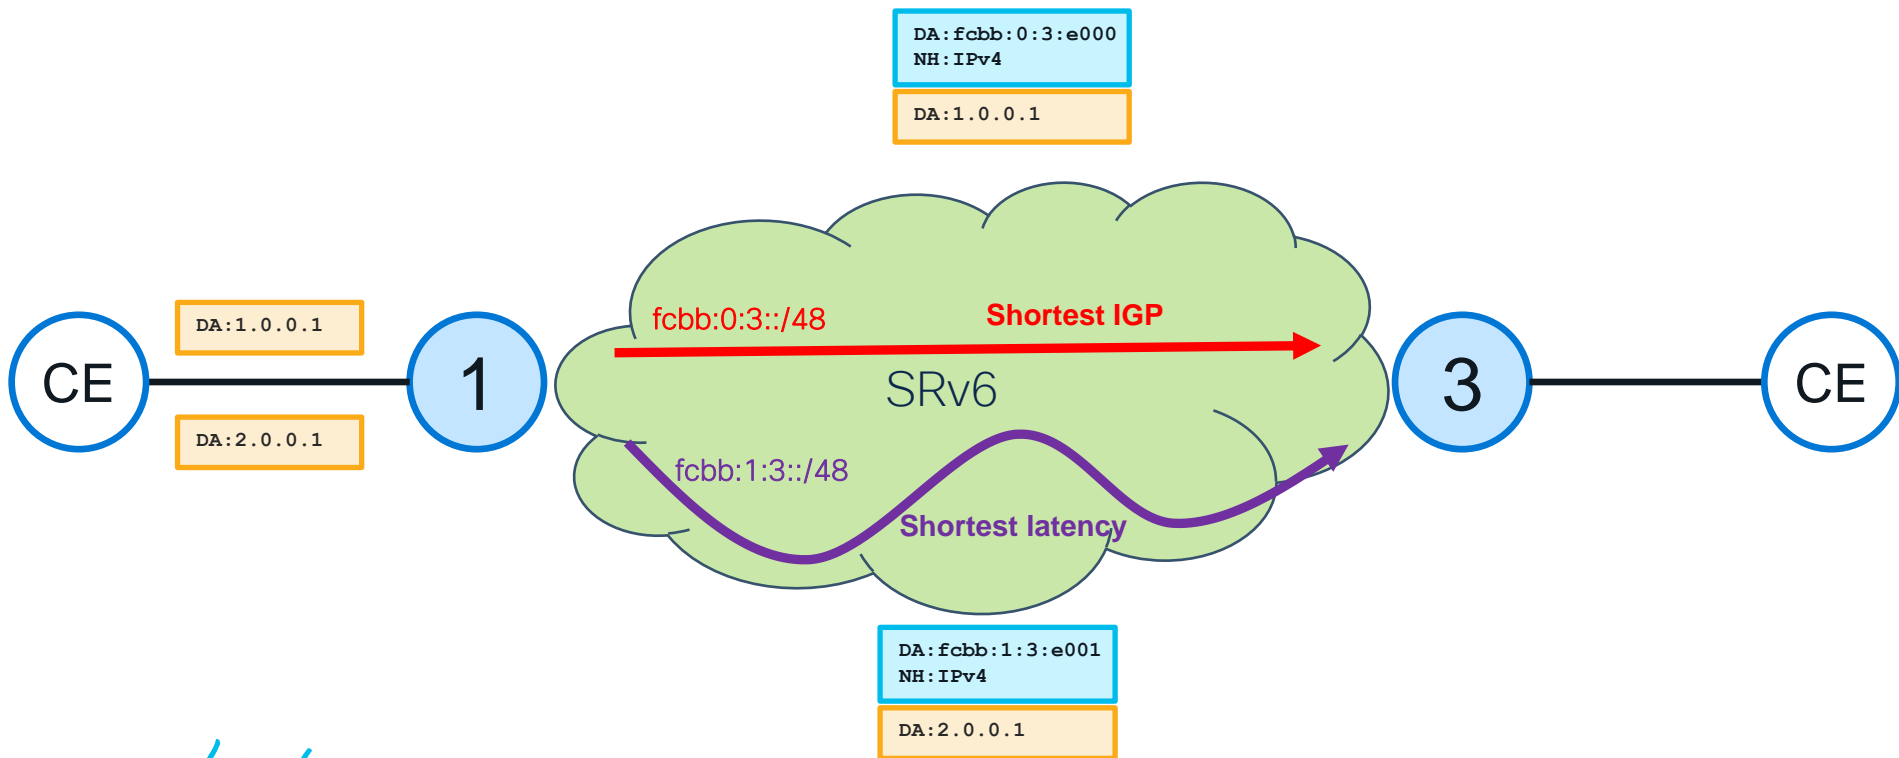 DA:fcbb:0:3:e000
NH:IPv4
DA:1.0.0.1
DA:1.0.0.1
fcbb:0:3::/48
Shortest IGP
CE
1
SRv6
3
CE
DA:2.0.0.1
fcbb:1:3::/48
Shortest latency
DA:fcbb:1:3:e001
NH:IPv4
DA:2.0.0.1